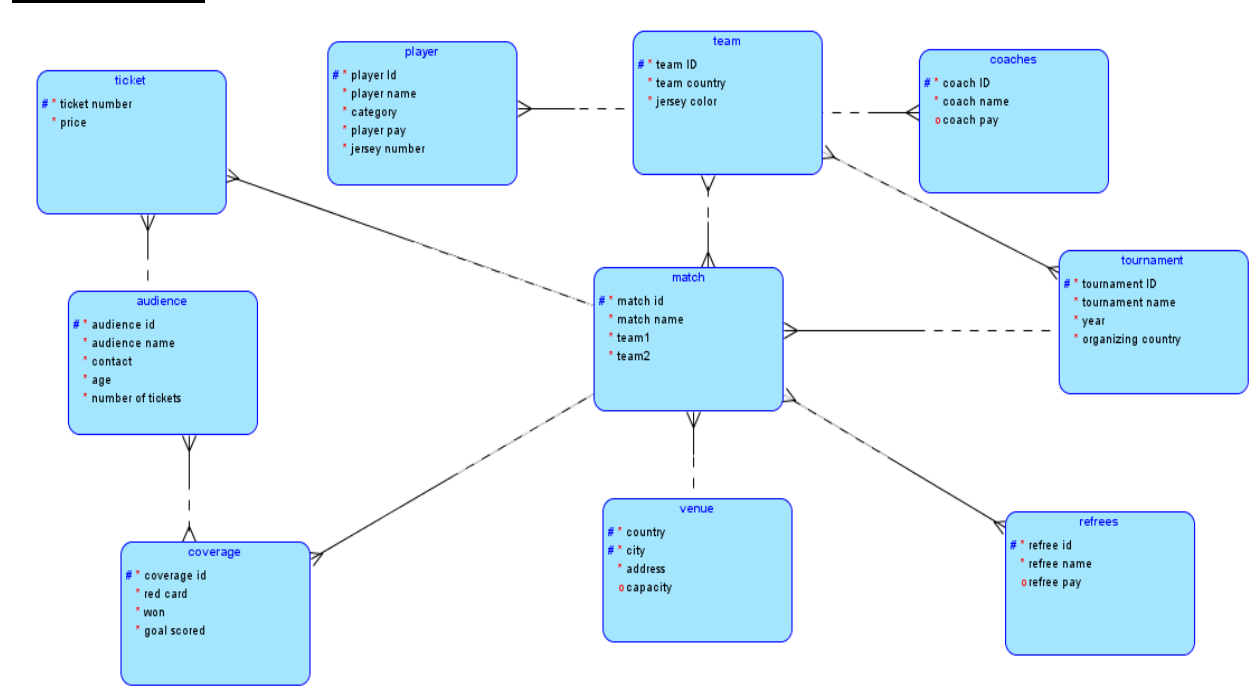 ticket
# * ticket number
* price
player
# * player Id
* player name
* category
* player pay
* jersey number
team
# * team ID
* team country
* jersey color
coaches
# * coach ID
* coach name
o coach pay
audience
# * audience id
* audience name
* contact
* age
* number of tickets
match
# * match id
* match name
* team1
* team2
tournament
# * tournament ID
* tournament name
* year
* organizing country
coverage
# * coverage id
* red card
* won
* goal scored
venue
# * country
# * city
* address
o capacity
refrees
# * refree id
* refree name
o refree pay